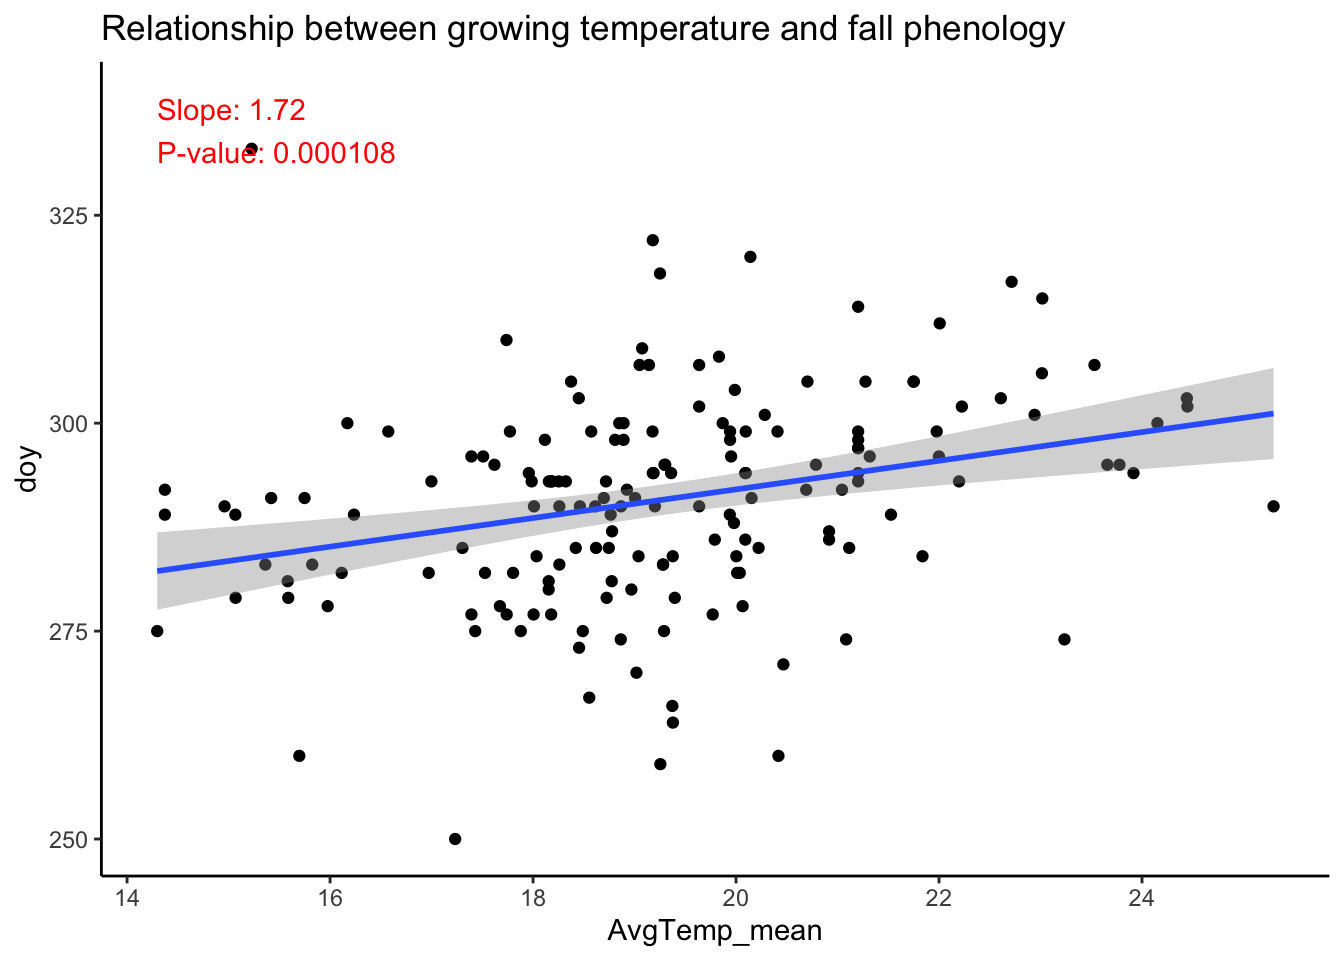 Relationship between growing temperature and fall phenology
Slope: 1.72
P-value: 0.000108
325
300
275
250
doy
14 16 18 20 22 24
AvgTemp_mean